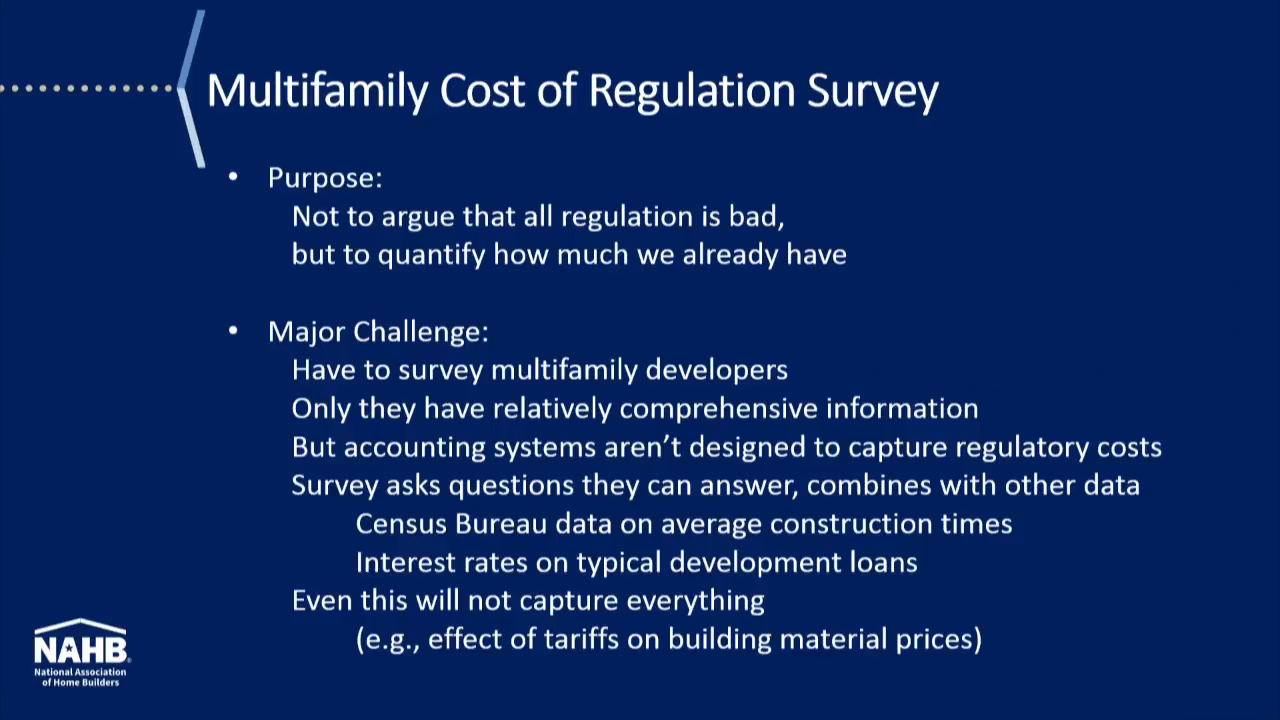 Multifamily Cost of Regulation Survey
• Purpose:
Not to argue that all regulation is bad,
but to quantify how much we already have
• Major Challenge:
Have to survey multifamily developers
Only they have relatively comprehensive information
But accounting systems aren’t designed to capture regulatory costs
Survey asks questions they can answer, combines with other data
Census Bureau data on average construction times
Interest rates on typical development loans
Even this will not capture everything
(e.g., effect of tariffs on building material prices)
NAHB®
National Association
of Home Builders